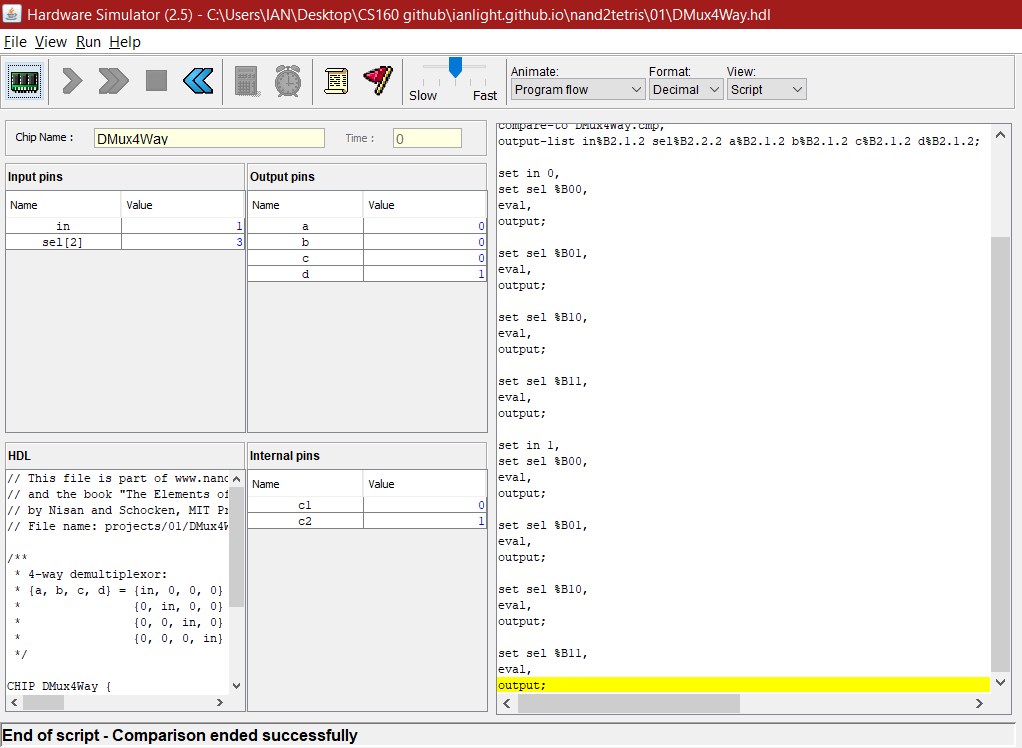 Hardware Simulator (2.5) - C:\Users\IAN\Desktop\CS160 github\ianlight.github.io\nand2tetris\01\DMux4Way.hdl
File View Run Help
Slow Fast
Animate: Format: View:
Program flow Decimal Script
Chip Name : DMux4Way Time : 0
Input pins
Name Value
in 1
sel[2] 3
Output pins
Name Value
a 0
b 0
c 0
d 1
HDL
// This file is part of www.nand
// and the book "The Elements of
// by Nisan and Schocken, MIT Pr
// File name: projects/01/DMux4W
/**
* 4-way demultiplexor:
* {a, b, c, d} = {in, 0, 0, 0}
* {0, in, 0, 0}
* {0, 0, in, 0}
* {0, 0, 0, in}
*/
CHIP DMux4Way {
Internal pins
Name Value
c1 0
c2 1
compare-to DMux4Way.cmp,
output-list in%B2.1.2 sel%B2.2.2 a%B2.1.2 b%B2.1.2 c%B2.1.2 d%B2.1.2;
set in 0,
set sel %B00,
eval,
output;
set sel %B01,
eval,
output;
set sel %B10,
eval,
output;
set sel %B11,
eval,
output;
set in 1,
set sel %B00,
eval,
output;
set sel %B01,
eval,
output;
set sel %B10,
eval,
output;
set sel %B11,
eval,
output;
End of script - Comparison ended successfully